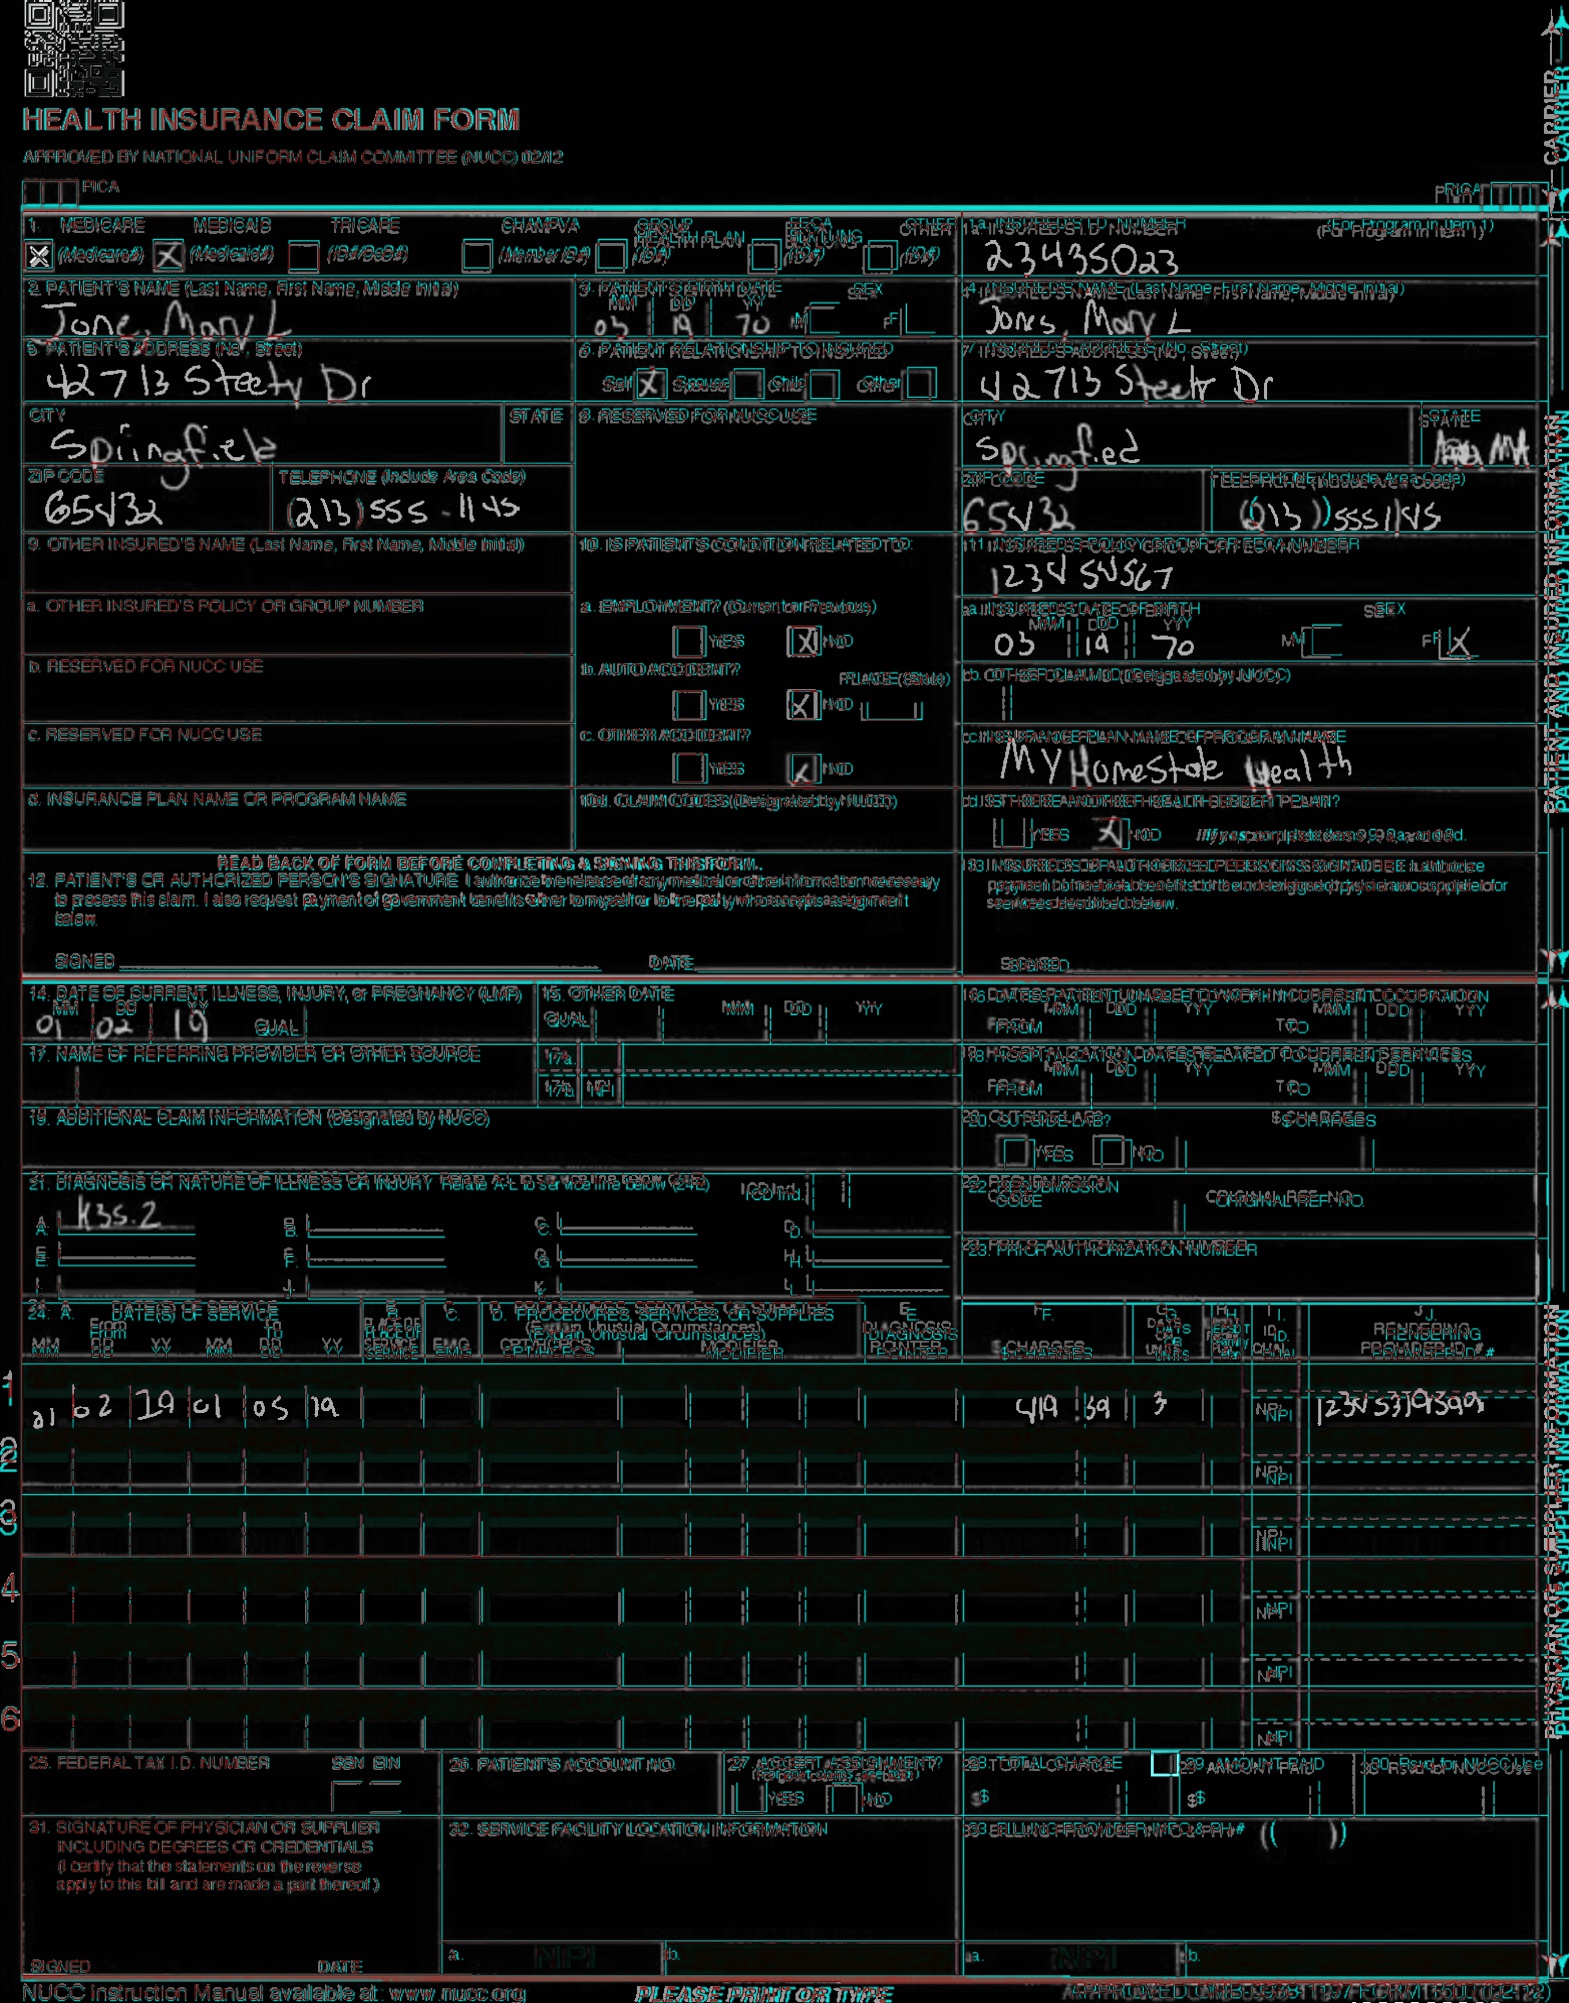 HEALTH INSURANCE CLAIM FORM
APPROVED BY NATIONAL UNIFORM CLAIM COMMITTEE (NUCC) 02/12
PICA
PICA
CARRIER
1. MEDICARE MEDICAID TRICARE CHAMPVA GROUP HEALTH PLAN FECA BLK LUNG OTHER
(Medicare#) (Medicaid#) (ID#/DoD#) (Member ID#) (ID#) (ID#) (ID#)
1a. INSURED'S I.D. NUMBER (For Program in Item 1)
23435023
2. PATIENT'S NAME (Last Name, First Name, Middle Initial)
Jone, Mary L
3. PATIENT'S BIRTH DATE SEX
MM DD YY
03 19 70 M F
4. INSURED'S NAME (Last Name, First Name, Middle Initial)
Jones, Mary L
5. PATIENT'S ADDRESS (No., Street)
42713 Dr
6. PATIENT RELATIONSHIP TO INSURED
Self X Spouse Child Other
7. INSURED'S ADDRESS (No., Street)
42713 Dr
CITY STATE
Springfield
8. RESERVED FOR NUCC USE
CITY STATE
Springfied MA
ZIP CODE TELEPHONE (Include Area Code)
65432 (213) 555-1145
ZIP CODE TELEPHONE (Include Area Code)
65432 (213) 555 1145
9. OTHER INSURED'S NAME (Last Name, First Name, Middle Initial)
10. IS PATIENT'S CONDITION RELATED TO:
11. INSURED'S POLICY GROUP OR FECA NUMBER
1234 54567
a. OTHER INSURED'S POLICY OR GROUP NUMBER
a. EMPLOYMENT? (Current or Previous)
YES X NO
a. INSURED'S DATE OF BIRTH SEX
MM DD YY
03 19 70 M F X
b. RESERVED FOR NUCC USE
b. AUTO ACCIDENT? PLACE (State)
YES X NO
b. OTHER CLAIM ID (Designated by NUCC)
c. RESERVED FOR NUCC USE
c. OTHER ACCIDENT?
YES X NO
c. INSURANCE PLAN NAME OR PROGRAM NAME
MY HomeState Health
d. INSURANCE PLAN NAME OR PROGRAM NAME
10d. CLAIM CODES (Designated by NUCC)
d. IS THERE ANOTHER HEALTH BENEFIT PLAN?
YES X NO If yes, complete items 9, 9a, and 9d.
READ BACK OF FORM BEFORE COMPLETING & SIGNING THIS FORM.
12. PATIENT'S OR AUTHORIZED PERSON'S SIGNATURE I authorize the release of any medical or other information necessary
to process this claim. I also request payment of government benefits either to myself or to the party who accepts assignment
below.
SIGNED DATE
13. INSURED'S OR AUTHORIZED PERSON'S SIGNATURE I authorize
payment of medical benefits to the undersigned physician or supplier for
services described below.
SIGNED
PATIENT AND INSURED INFORMATION
14. DATE OF CURRENT ILLNESS, INJURY, or PREGNANCY (LMP)
MM DD YY
01 02 19 QUAL.
15. OTHER DATE
QUAL. MM DD YY
16. DATES PATIENT UNABLE TO WORK IN CURRENT OCCUPATION
MM DD YY MM DD YY
FROM TO
17. NAME OF REFERRING PROVIDER OR OTHER SOURCE
17a.
17b. NPI
18. HOSPITALIZATION DATES RELATED TO CURRENT SERVICES
MM DD YY MM DD YY
FROM TO
19. ADDITIONAL CLAIM INFORMATION (Designated by NUCC)
20. OUTSIDE LAB? $ CHARGES
YES NO
21. DIAGNOSIS OR NATURE OF ILLNESS OR INJURY Relate A-L to service line below (24E)
ICD Ind.
A. K35.2 B. C. D.
E. F. G. H.
I. J. K. L.
22. RESUBMISSION CODE ORIGINAL REF. NO.
23. PRIOR AUTHORIZATION NUMBER
24. A. DATE(S) OF SERVICE
From To
MM DD YY MM DD YY
B. PLACE OF SERVICE
C. EMG
D. PROCEDURES, SERVICES, OR SUPPLIES
(Explain Unusual Circumstances)
CPT/HCPCS MODIFIER
E. DIAGNOSIS POINTER
F. $ CHARGES
G. DAYS OR UNITS
H.
I. ID. QUAL.
J. RENDERING PROVIDER ID. #
1
01 02 19 01 05 19 419 39 3 NPI
2 NPI
3 NPI
4 NPI
5 NPI
6 NPI
25. FEDERAL TAX I.D. NUMBER SSN EIN
26. PATIENT'S ACCOUNT NO.
27. ACCEPT ASSIGNMENT?
YES NO
28. TOTAL CHARGE
$
29. AMOUNT PAID
$
30. Rsvd for NUCC Use
31. SIGNATURE OF PHYSICIAN OR SUPPLIER
INCLUDING DEGREES OR CREDENTIALS
(I certify that the statements on the reverse
apply to this bill and are made a part thereof.)
SIGNED DATE
32. SERVICE FACILITY LOCATION INFORMATION
a. NPI b.
33. BILLING PROVIDER INFO & PH # ( )
a. NPI b.
PHYSICIAN OR SUPPLIER INFORMATION
NUCC Instruction Manual available at: www.nucc.org
PLEASE PRINT OR TYPE